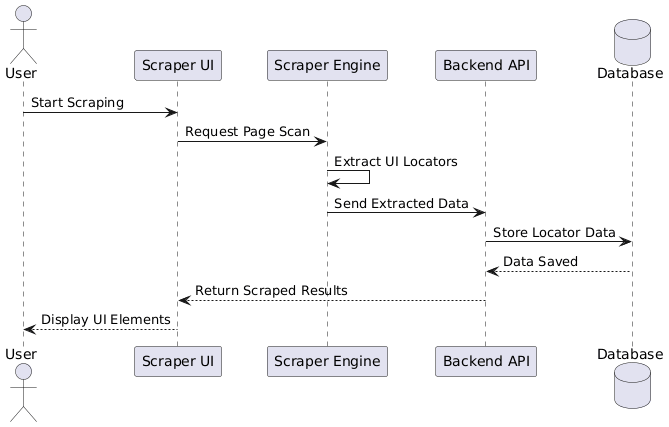 User
Scraper UI
Scraper Engine
Backend API
Database
Start Scraping
Request Page Scan
Extract UI Locators
Send Extracted Data
Store Locator Data
Data Saved
Return Scraped Results
Display UI Elements
User
Scraper UI
Scraper Engine
Backend API
Database